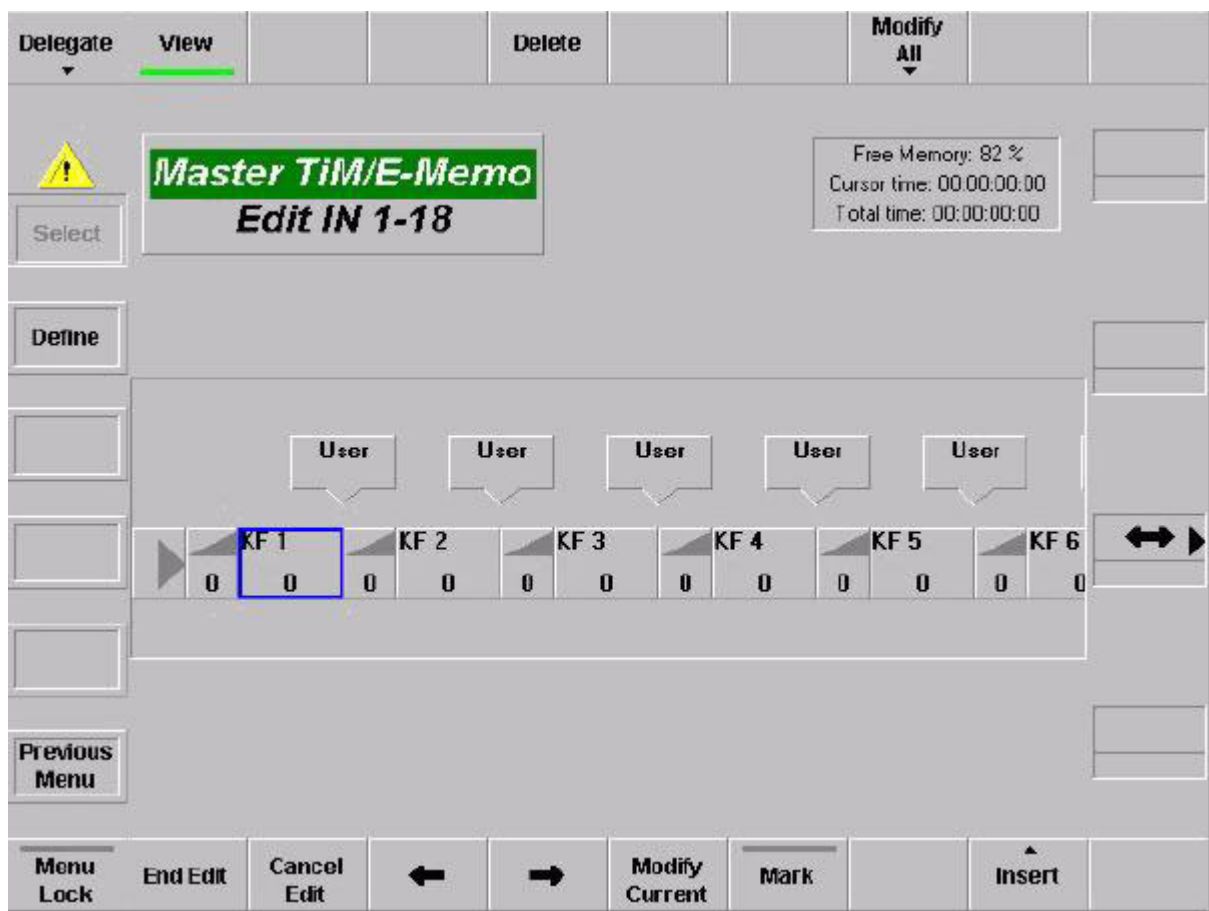 Delegate
View
Delete
Modify
All
Master TiM/E-Memo
Edit IN 1-18
Free Memory: 82 %
Cursor time: 00:00:00:00
Total time: 00:00:00:00
Select
Define
User
User
User
User
User
KF 1
KF 2
KF 3
KF 4
KF 5
KF 6
0 0 0 0 0 0 0 0 0 0 0 0
Previous
Menu
Menu
Lock
End Edit
Cancel
Edit
Modify
Current
Mark
Insert